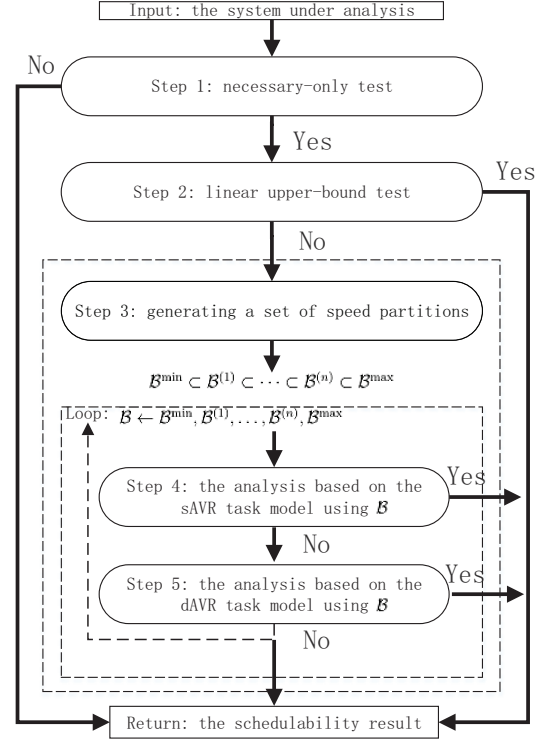 Input: the system under analysis
No
Step 1: necessary-only test
Yes
Yes
Step 2: linear upper-bound test
No
Step 3: generating a set of speed partitions
𝓑^min ⊂ 𝓑^(1) ⊂ ⋯ ⊂ 𝓑^(n) ⊂ 𝓑^max
Loop: 𝓑 ← 𝓑^min, 𝓑^(1), . . . , 𝓑^(n), 𝓑^max
Yes
Step 4: the analysis based on the
sAVR task model using 𝓑
No
Yes
Step 5: the analysis based on the
dAVR task model using 𝓑
No
Return: the schedulability result